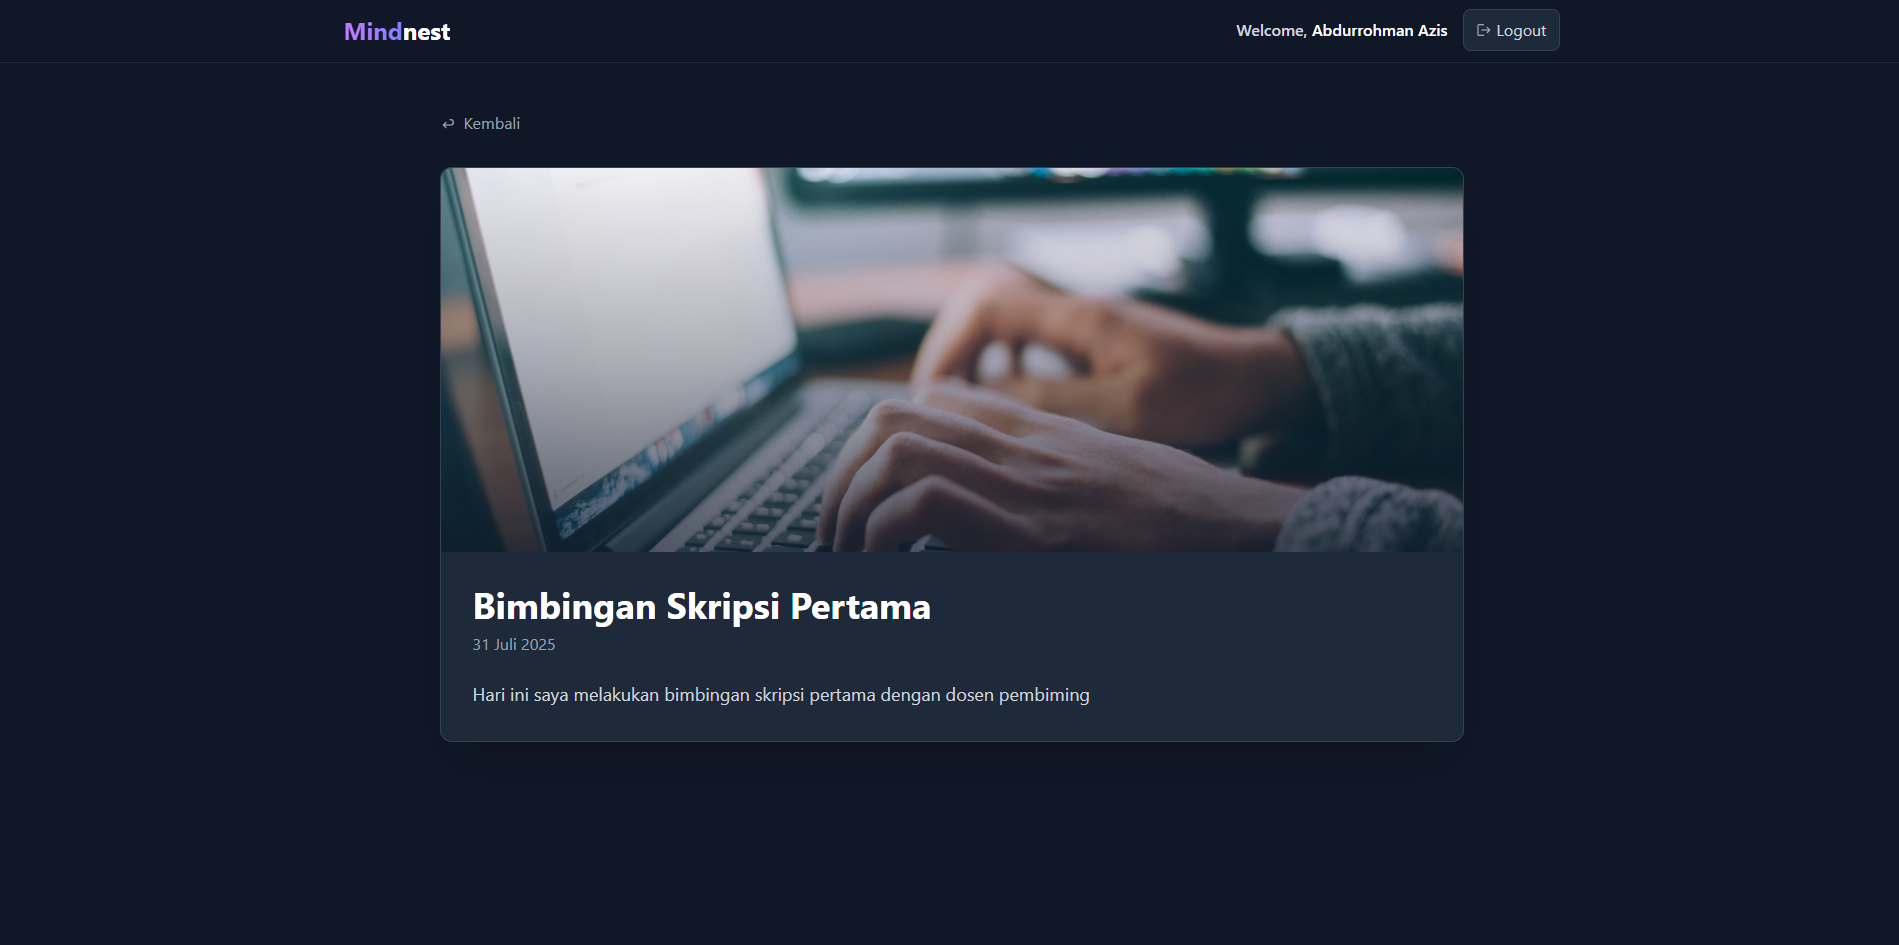 Mindnest
Welcome, Abdurrohman Azis
Logout
Kembali
Bimbingan Skripsi Pertama
31 Juli 2025
Hari ini saya melakukan bimbingan skripsi pertama dengan dosen pembiming